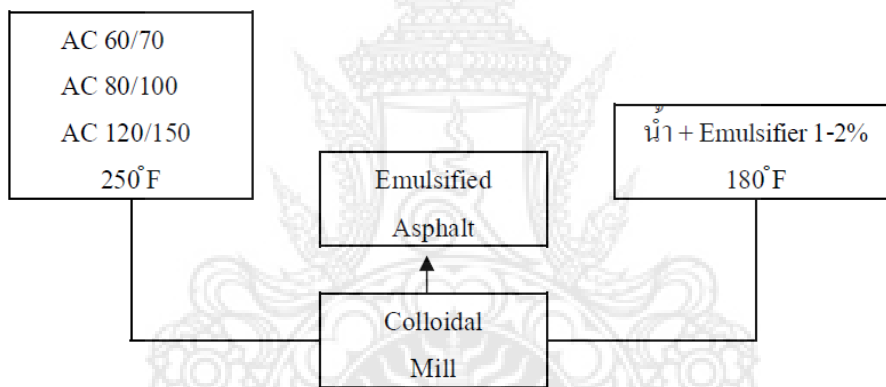 AC 60/70
AC 80/100
AC 120/150
250°F
น้ำ + Emulsifier 1-2%
180°F
Emulsified
Asphalt
Colloidal
Mill